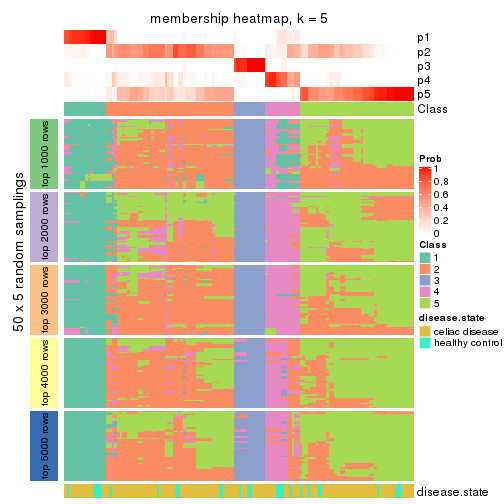 membership heatmap, k = 5
p1
p2
p3
p4
p5
Class
50 x 5 random samplings
top 1000 rows
top 2000 rows
top 3000 rows
top 4000 rows
top 5000 rows
disease.state
Prob
1
0.8
0.6
0.4
0.2
0
Class
1
2
3
4
5
disease.state
celiac disease
healthy control